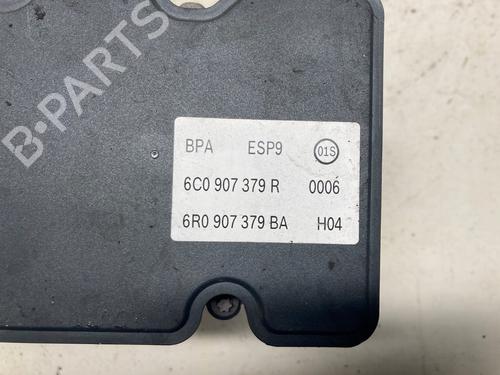 B-PARTS
BPA ESP9 01S
6C0 907 379 R 0006
6R0 907 379 BA H04